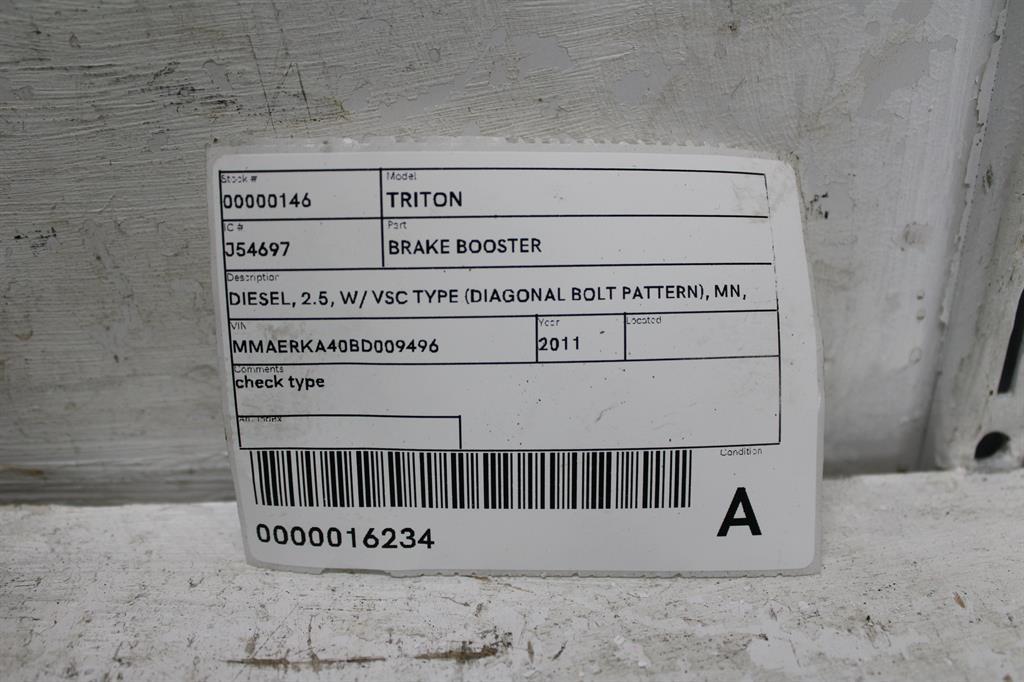 Stock #
00000146
Model
TRITON
IC #
J54697
Part
BRAKE BOOSTER
Description
DIESEL, 2.5, W/ VSC TYPE (DIAGONAL BOLT PATTERN), MN,
VIN
MMAERKA40BD009496
Year
2011
Located
Comments
check type
Condition
A
0000016234